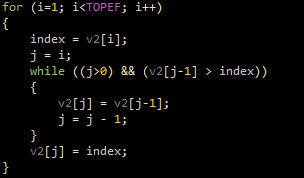 for (i=1; i<TOPEF; i++)
{
index = v2[i];
j = i;
while ((j>0) && (v2[j-1] > index))
{
v2[j] = v2[j-1];
j = j - 1;
}
v2[j] = index;
}